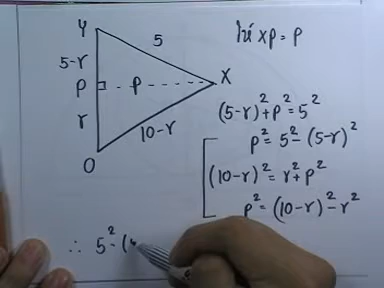 Y
5
ให้ XP = P
5-r
P
P
X
r
10-r
O
(5-r)² + P² = 5²
P² = 5² - (5-r)²
(10-r)² = r² + P²
P² = (10-r)² - r²
∴ 5² - (